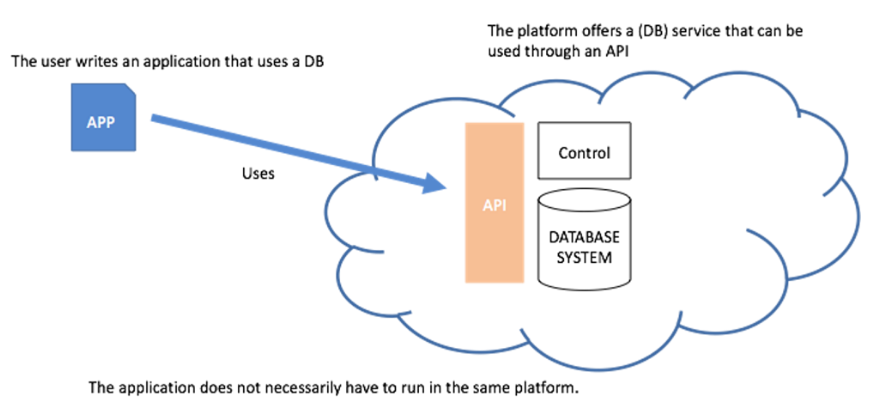 The platform offers a (DB) service that can be
used through an API
The user writes an application that uses a DB
APP
Uses
API
Control
DATABASE
SYSTEM
The application does not necessarily have to run in the same platform.